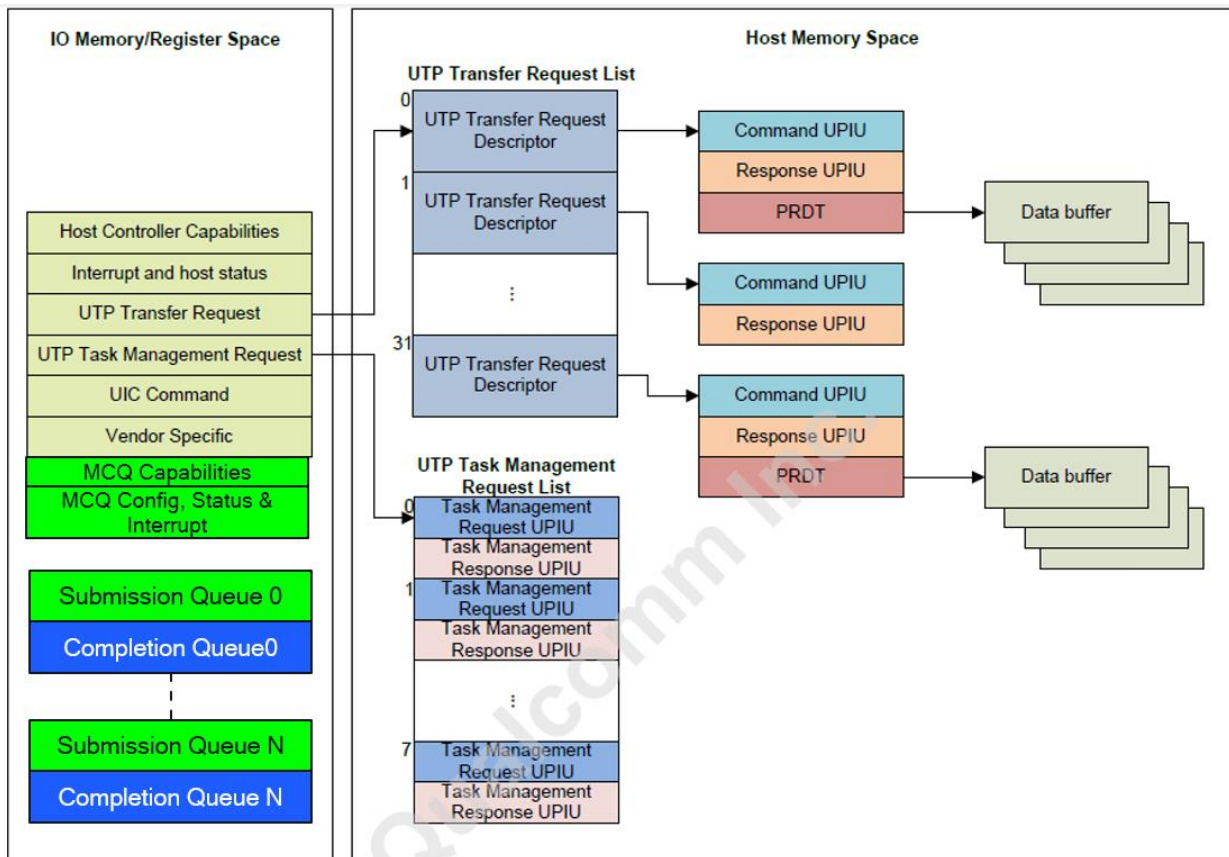 IO Memory/Register Space
Host Controller Capabilities
Interrupt and host status
UTP Transfer Request
UTP Task Management Request
UIC Command
Vendor Specific
MCQ Capabilities
MCQ Config, Status &
Interrupt
Submission Queue 0
Completion Queue0
Submission Queue N
Completion Queue N
Host Memory Space
UTP Transfer Request List
0
UTP Transfer Request
Descriptor
1
UTP Transfer Request
Descriptor
...
31
UTP Transfer Request
Descriptor
UTP Task Management
Request List
0
Task Management
Request UPIU
Task Management
Response UPIU
1
Task Management
Request UPIU
Task Management
Response UPIU
...
7
Task Management
Request UPIU
Task Management
Response UPIU
Command UPIU
Response UPIU
PRDT
Data buffer
Command UPIU
Response UPIU
Command UPIU
Response UPIU
PRDT
Data buffer
Qualcomm Inc.